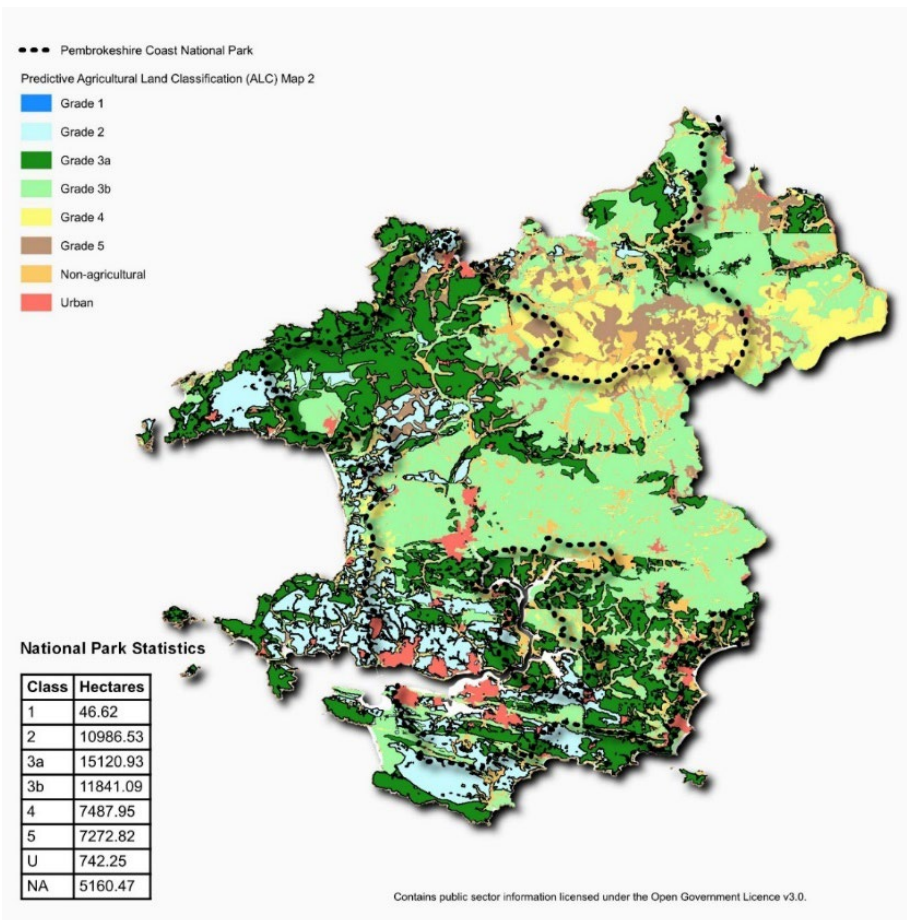 Pembrokeshire Coast National Park
Predictive Agricultural Land Classification (ALC) Map 2
Grade 1
Grade 2
Grade 3a
Grade 3b
Grade 4
Grade 5
Non-agricultural
Urban
National Park Statistics
Class Hectares
1 46.62
2 10986.53
3a 15120.93
3b 11841.09
4 7487.95
5 7272.82
U 742.25
NA 5160.47
Contains public sector information licensed under the Open Government Licence v3.0.